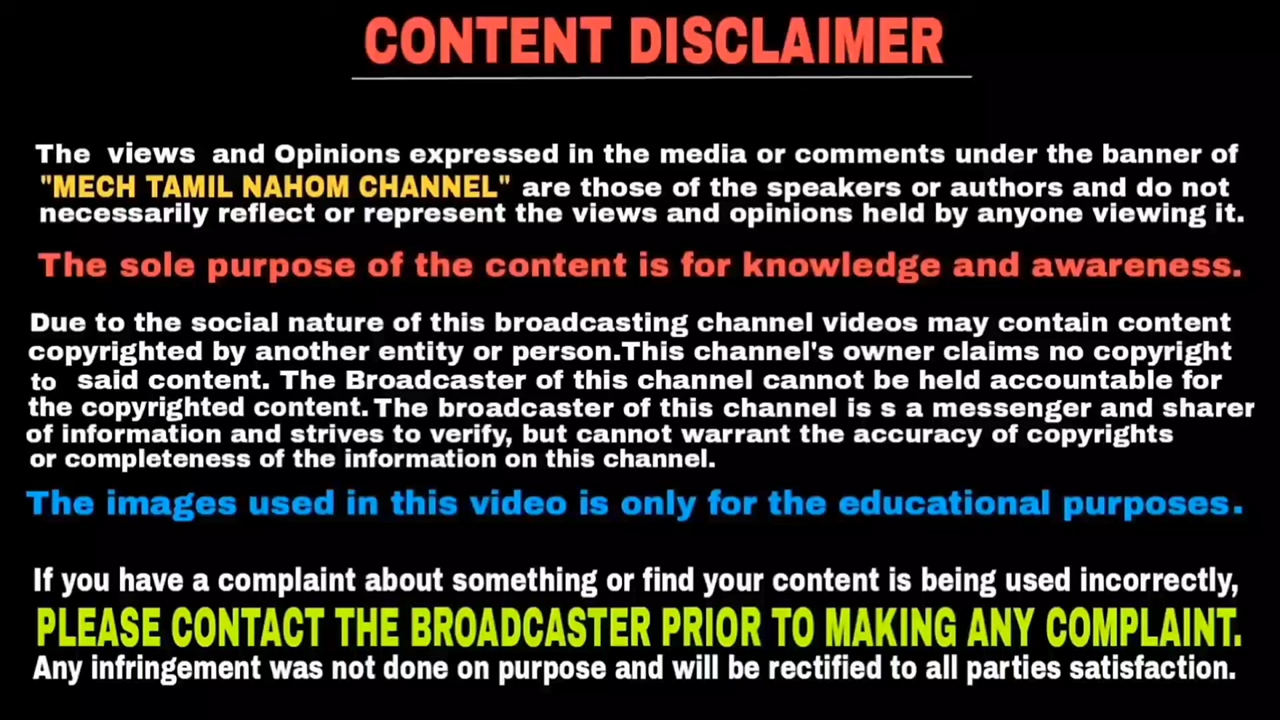 CONTENT DISCLAIMER
The views and Opinions expressed in the media or comments under the banner of
"MECH TAMIL NAHOM CHANNEL" are those of the speakers or authors and do not
necessarily reflect or represent the views and opinions held by anyone viewing it.
The sole purpose of the content is for knowledge and awareness.
Due to the social nature of this broadcasting channel videos may contain content
copyrighted by another entity or person.This channel's owner claims no copyright
to said content. The Broadcaster of this channel cannot be held accountable for
the copyrighted content. The broadcaster of this channel is s a messenger and sharer
of information and strives to verify, but cannot warrant the accuracy of copyrights
or completeness of the information on this channel.
The images used in this video is only for the educational purposes.
If you have a complaint about something or find your content is being used incorrectly,
PLEASE CONTACT THE BROADCASTER PRIOR TO MAKING ANY COMPLAINT.
Any infringement was not done on purpose and will be rectified to all parties satisfaction.